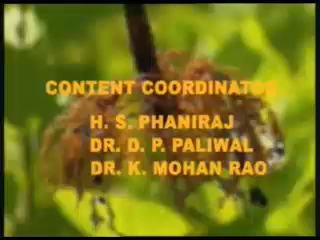 CONTENT COORDINATOR
H. S. PHANIRAJ
DR. D. P. PALIWAL
DR. K. MOHAN RAO